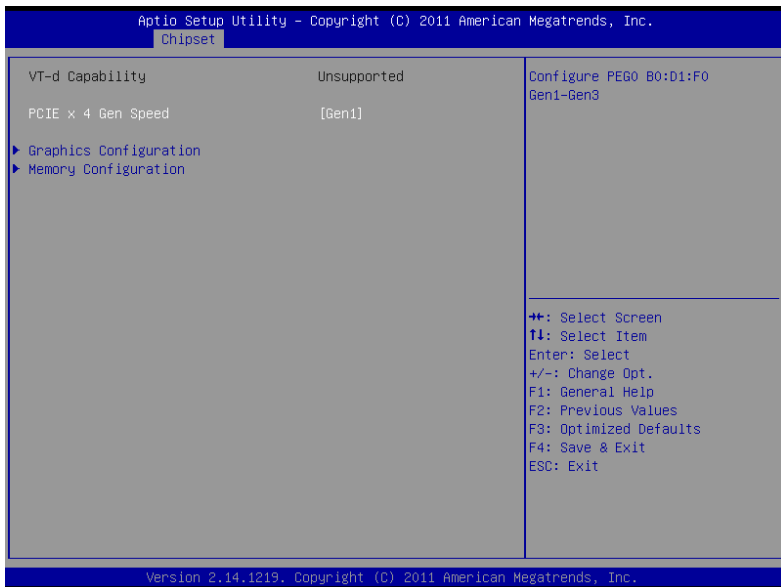 Aptio Setup Utility – Copyright (C) 2011 American Megatrends, Inc.
Chipset
VT-d Capability Unsupported
PCIE x 4 Gen Speed [Gen1]
Graphics Configuration
Memory Configuration
Configure PEG0 B0:D1:F0
Gen1-Gen3
→←: Select Screen
↑↓: Select Item
Enter: Select
+/-: Change Opt.
F1: General Help
F2: Previous Values
F3: Optimized Defaults
F4: Save & Exit
ESC: Exit
Version 2.14.1219. Copyright (C) 2011 American Megatrends, Inc.